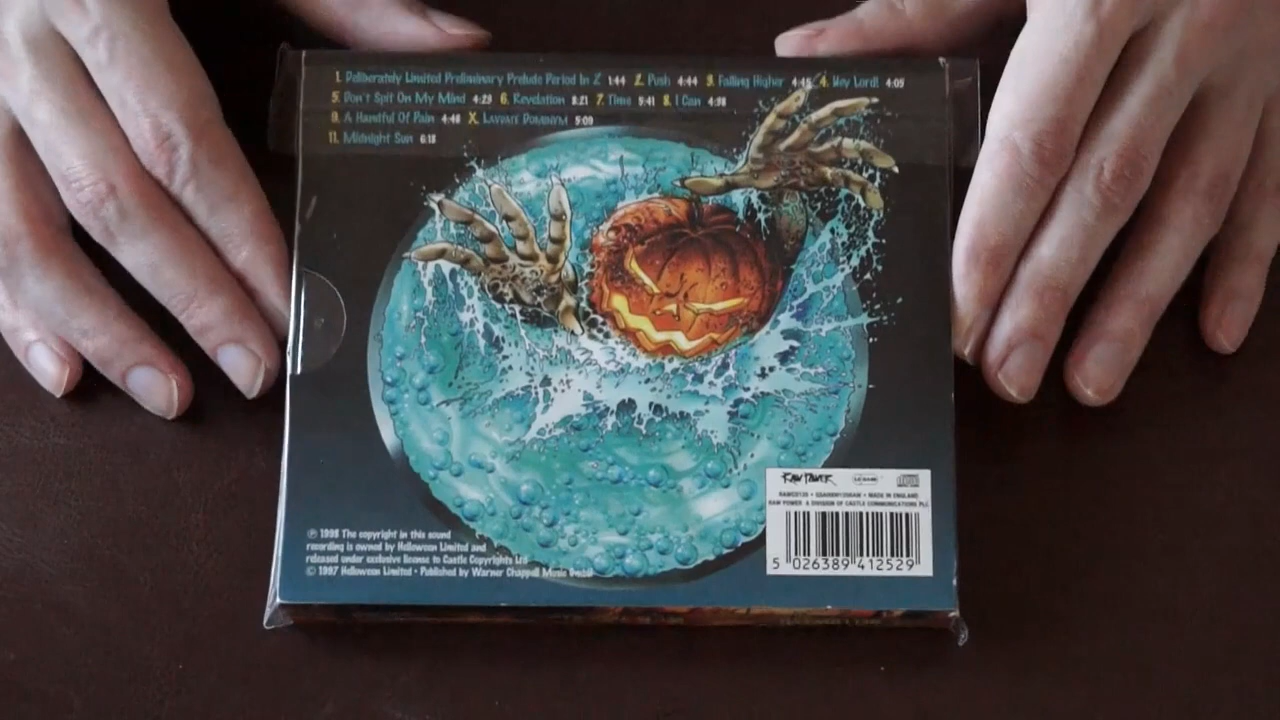 1. Deliberately Limited Preliminary Prelude Period In Z 1:44 2. Push 4:44 3. Falling Higher 4:45 4. Hey Lord! 4:05
5. Don't Spit On My Mind 4:23 6. Revelation 8:21 7. Time 5:41 8. I Can 4:38
9. A Handful Of Pain 4:48 X. LAVDATE DOMINVM 5:09
11. Midnight Sun 6:18
℗ 1998 The copyright in this sound
recording is owned by Helloween Limited and
released under exclusive license to Castle Copyrights Ltd
© 1997 Helloween Limited • Published by Warner Chappell Music GmbH
RAW POWER
MADE IN ENGLAND
RAW POWER A DIVISION OF CASTLE COMMUNICATIONS PLC
5 026389 412529